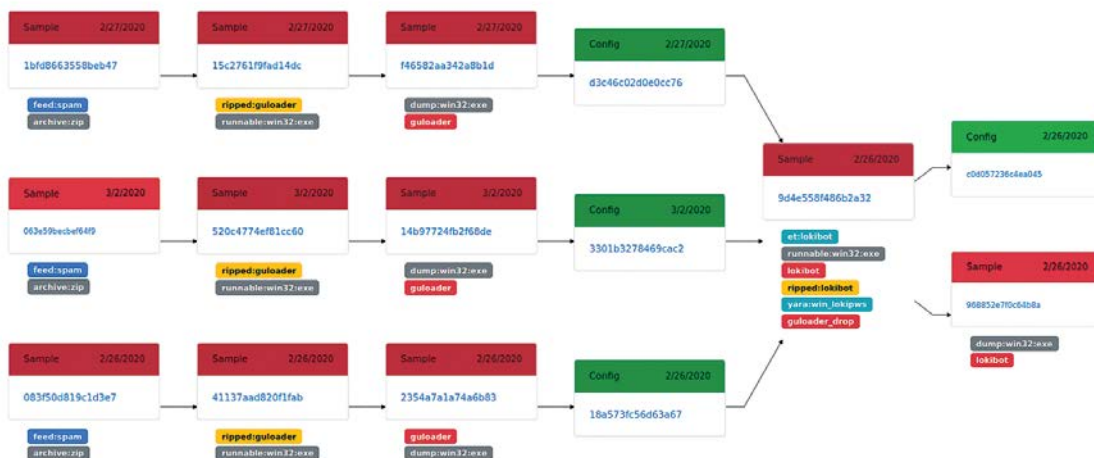 Sample 2/27/2020
1bfd8663558beb47
feed:spam
archive:zip
Sample 2/27/2020
15c2761f9fad14dc
ripped:guloader
runnable:win32:exe
Sample 2/27/2020
f46582aa342a8b1d
dump:win32:exe
guloader
Config 2/27/2020
d3c46c02d0e0cc76
Sample 3/2/2020
063e59becbef64f9
feed:spam
archive:zip
Sample 3/2/2020
520c4774ef81cc60
ripped:guloader
runnable:win32:exe
Sample 3/2/2020
14b97724fb2f68de
dump:win32:exe
guloader
Config 3/2/2020
3301b3278469cac2
Sample 2/26/2020
083f50d819c1d3e7
feed:spam
archive:zip
Sample 2/26/2020
41137aad820f1fab
ripped:guloader
runnable:win32:exe
Sample 2/26/2020
2354a7a1a74a6b83
guloader
dump:win32:exe
Config 2/26/2020
18a573fc56d63a67
Sample 2/26/2020
9d4e558f486b2a32
et:lokibot
runnable:win32:exe
lokibot
ripped:lokibot
yara:win_lokipws
guloader_drop
Config 2/26/2020
c0d057236c4ea045
Sample 2/26/2020
968852e7f0c64b8a
dump:win32:exe
lokibot